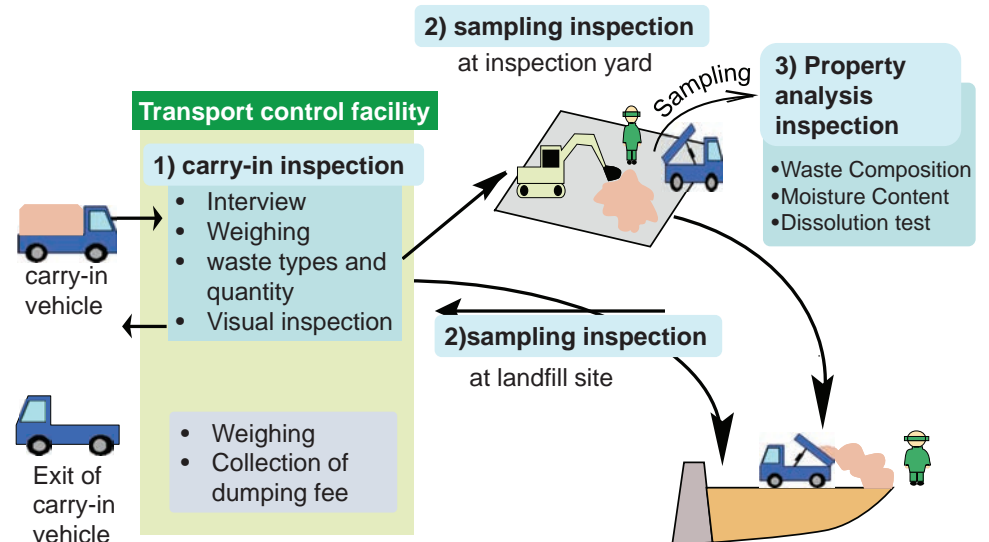 2) sampling inspection
at inspection yard
Sampling
3) Property
analysis
inspection
•Waste Composition
•Moisture Content
•Dissolution test
Transport control facility
1) carry-in inspection
• Interview
• Weighing
• waste types and
quantity
• Visual inspection
carry-in
vehicle
2)sampling inspection
at landfill site
• Weighing
• Collection of
dumping fee
Exit of
carry-in
vehicle